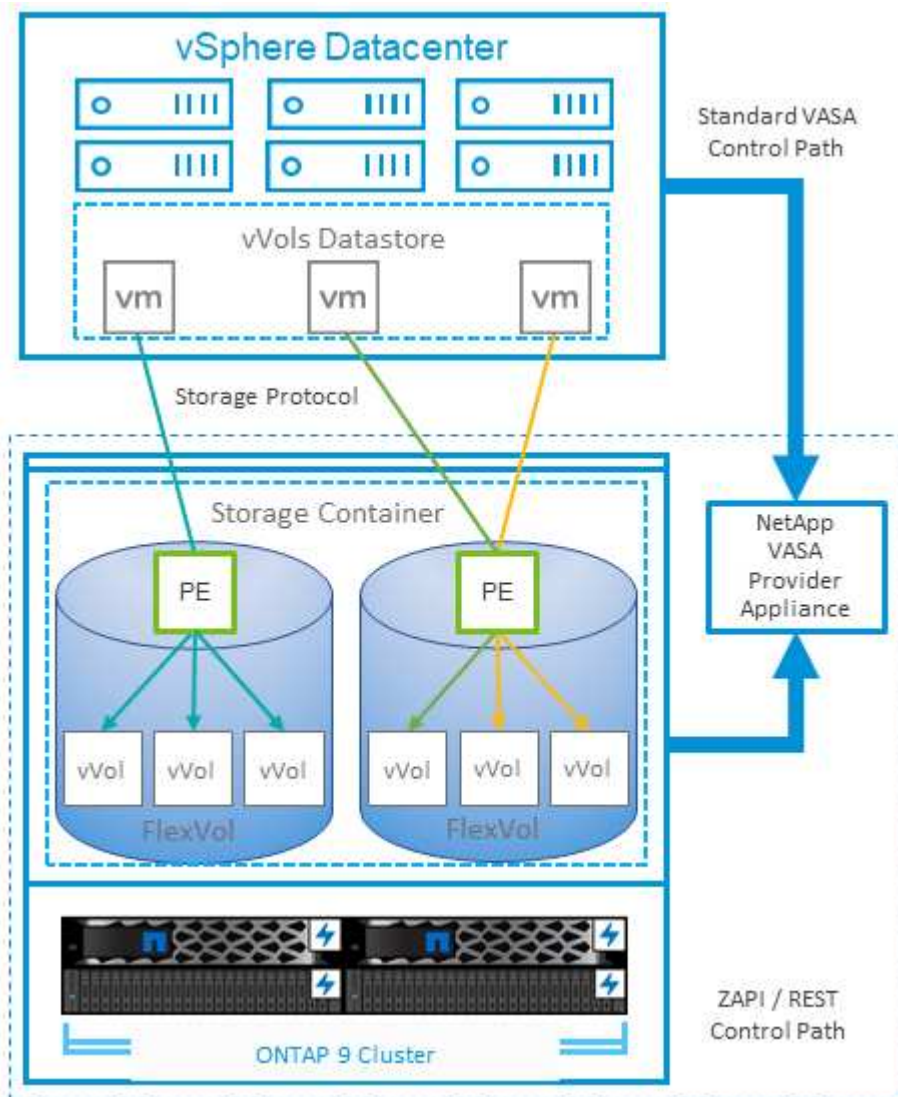 vSphere Datacenter
Standard VASA
Control Path
vVols Datastore
vm
vm
vm
Storage Protocol
Storage Container
NetApp
VASA
Provider
Appliance
PE
PE
vVol
vVol
vVol
vVol
vVol
vVol
FlexVol
FlexVol
ZAPI / REST
Control Path
ONTAP 9 Cluster